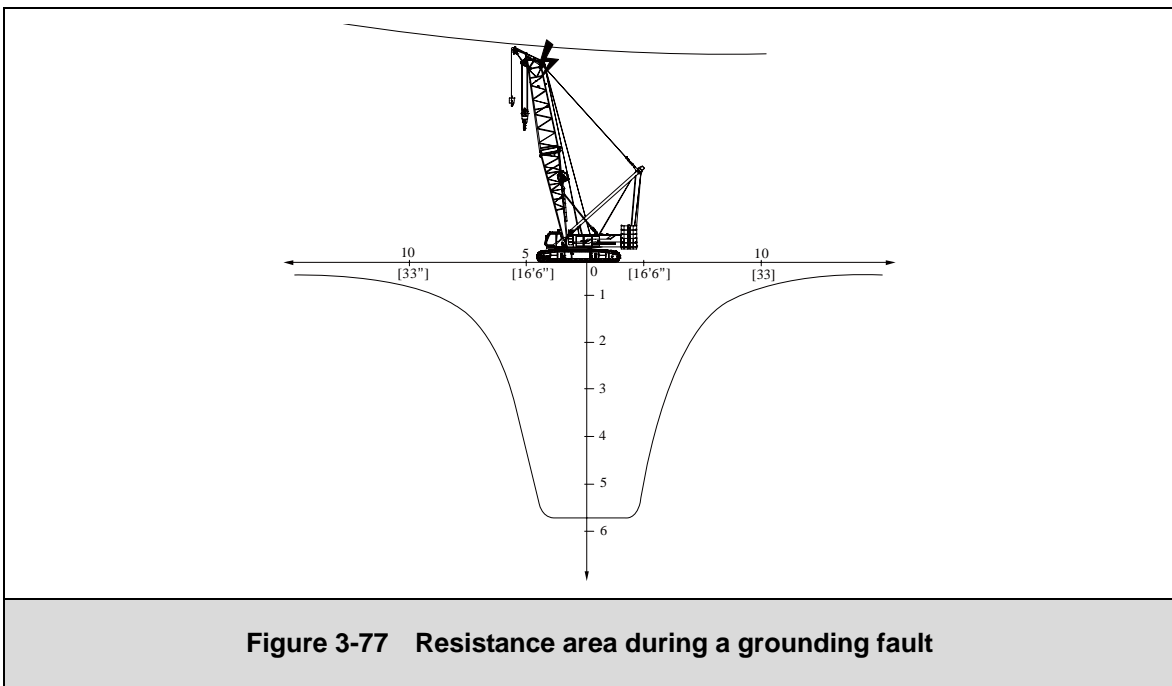 10 5 10
[33"] [16'6"] 0 [16'6"] [33]
1
2
3
4
5
6
Figure 3-77 Resistance area during a grounding fault